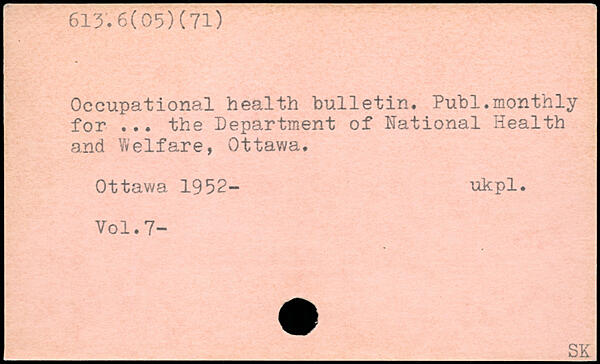 613.6(05)(71)
Occupational health bulletin. Publ.monthly
for ... the Department of National Health
and Welfare, Ottawa.
Ottawa 1952- ukpl.
Vol.7-
SK